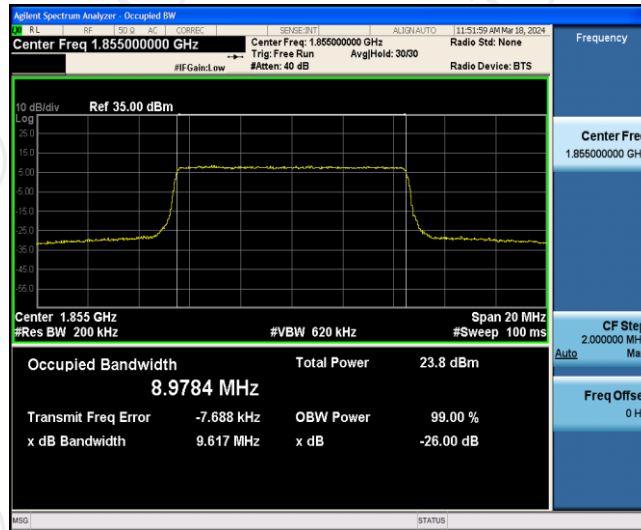 Agilent Spectrum Analyzer - Occupied BW
RL RF 50 Ω AC CORREC SENSE:INT ALIGNAUTO 11:51:59 AM Mar 18, 2024
Center Freq 1.855000000 GHz
Center Freq: 1.855000000 GHz
Radio Std: None
Trig: Free Run Avg|Hold: 30/30
#IFGain:Low #Atten: 40 dB Radio Device: BTS
10 dB/div Ref 35.00 dBm
Log
25.0
15.0
5.00
-5.00
-15.0
-25.0
-35.0
-45.0
-55.0
Center 1.855 GHz Span 20 MHz
#Res BW 200 kHz #VBW 620 kHz #Sweep 100 ms
Occupied Bandwidth Total Power 23.8 dBm
8.9784 MHz
Transmit Freq Error -7.688 kHz OBW Power 99.00 %
x dB Bandwidth 9.617 MHz x dB -26.00 dB
MSG STATUS
Frequency
Center Fre
1.855000000 GH
CF Step
2.000000 MH
Auto Ma
Freq Offse
0 H